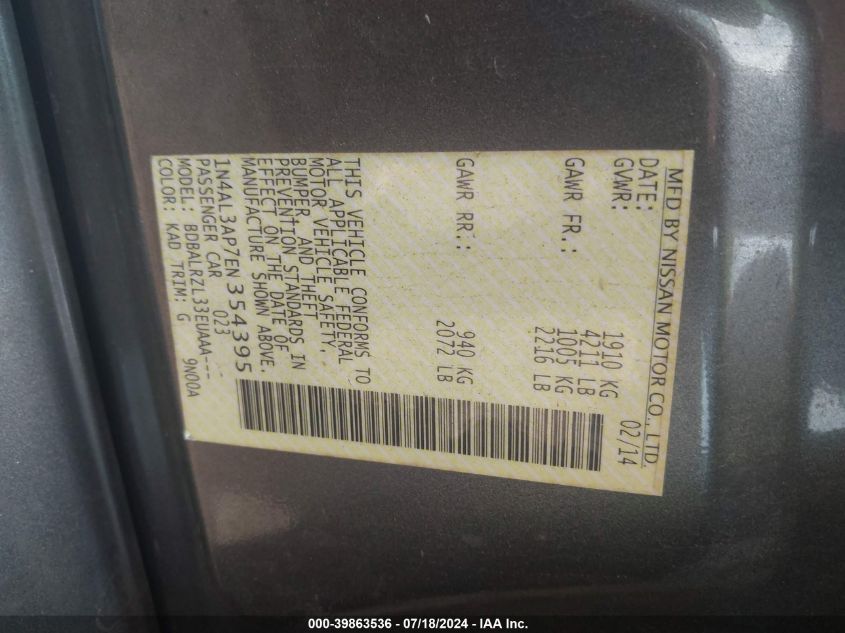 MFD BY NISSAN MOTOR CO., LTD.
DATE: 02/14
GVWR: 1910 KG
4211 LB
GAWR FR.: 1005 KG
2216 LB
GAWR RR.: 940 KG
2072 LB
THIS VEHICLE CONFORMS TO
ALL APPLICABLE FEDERAL
MOTOR VEHICLE SAFETY,
BUMPER, AND THEFT
PREVENTION STANDARDS IN
EFFECT ON THE DATE OF
MANUFACTURE SHOWN ABOVE.
1N4AL3AP7EN354395
PASSENGER CAR 023
MODEL: BDBALRZL33EUAAA---
COLOR: KAD TRIM: G 9N00A
000-39863536 - 07/18/2024 - IAA Inc.